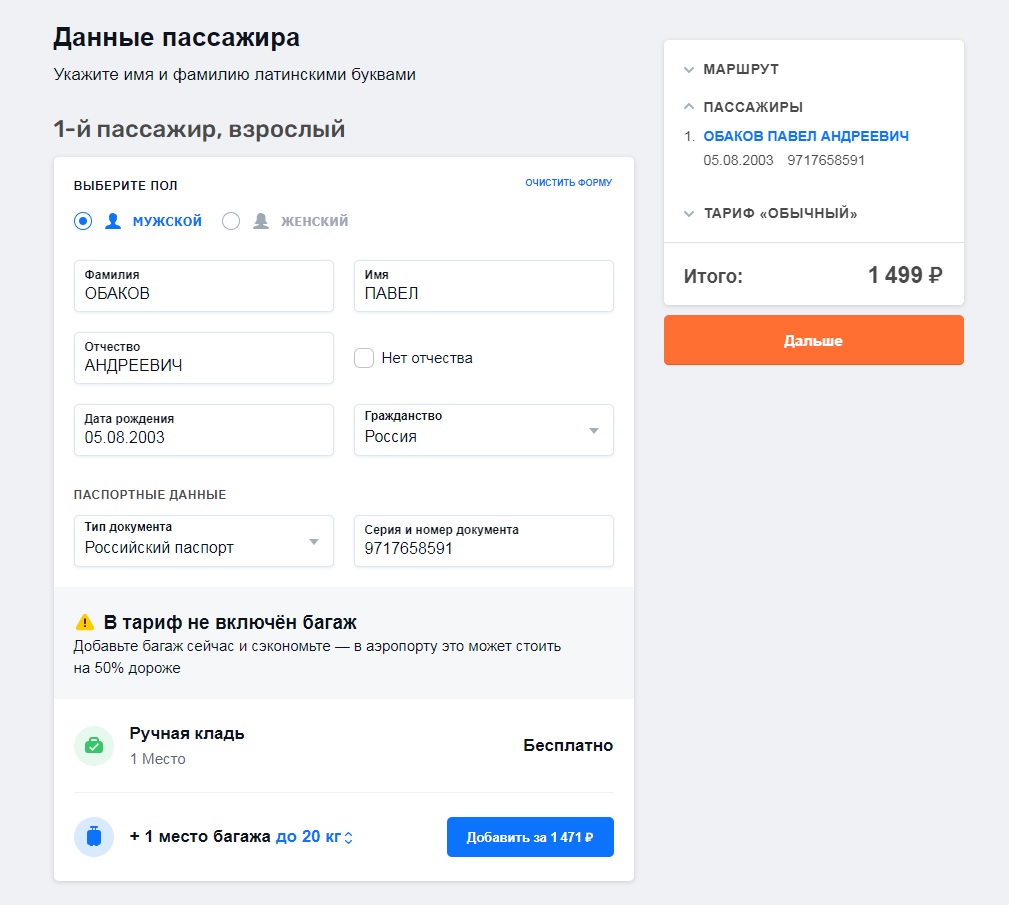 Данные пассажира
Укажите имя и фамилию латинскими буквами
1-й пассажир, взрослый
ВЫБЕРИТЕ ПОЛ
ОЧИСТИТЬ ФОРМУ
МУЖСКОЙ
ЖЕНСКИЙ
Фамилия
ОБАКОВ
Имя
ПАВЕЛ
Отчество
АНДРЕЕВИЧ
Нет отчества
Дата рождения
05.08.2003
Гражданство
Россия
ПАСПОРТНЫЕ ДАННЫЕ
Тип документа
Российский паспорт
Серия и номер документа
9717658591
В тариф не включён багаж
Добавьте багаж сейчас и сэкономьте — в аэропорту это может стоить
на 50% дороже
Ручная кладь
1 Место
Бесплатно
+ 1 место багажа до 20 кг
Добавить за 1 471 ₽
МАРШРУТ
ПАССАЖИРЫ
1. ОБАКОВ ПАВЕЛ АНДРЕЕВИЧ
05.08.2003 9717658591
ТАРИФ «ОБЫЧНЫЙ»
Итого: 1 499 ₽
Дальше